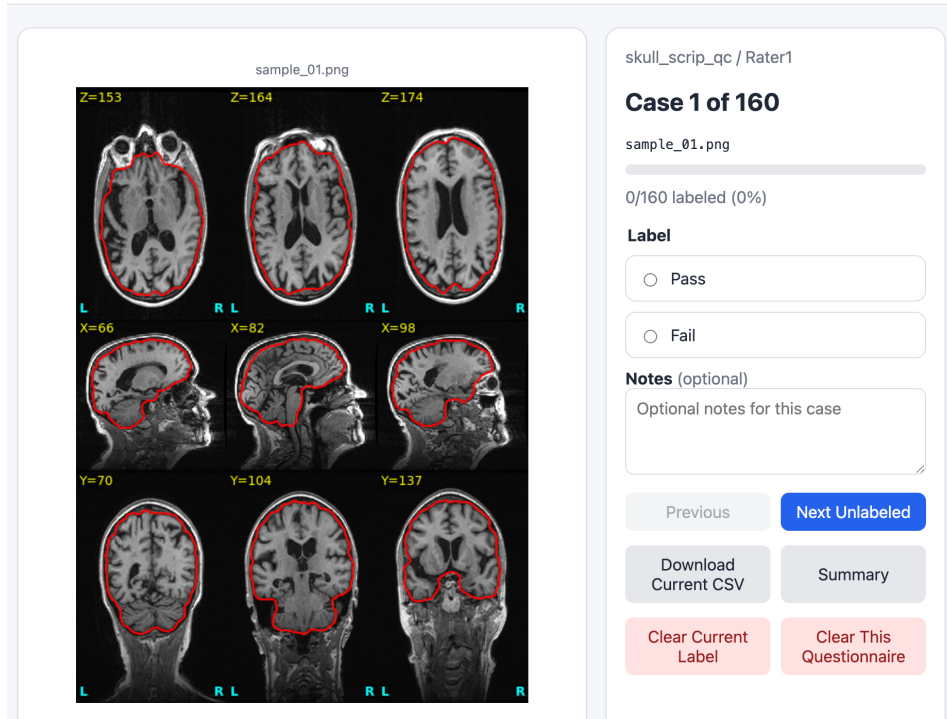 sample_01.png
Z=153
Z=164
Z=174
L
R
L
R
L
R
X=66
X=82
X=98
Y=70
Y=104
Y=137
L
R
L
R
L
R
skull_scrip_qc / Rater1
Case 1 of 160
sample_01.png
0/160 labeled (0%)
Label
Pass
Fail
Notes (optional)
Optional notes for this case
Previous
Next Unlabeled
Download
Current CSV
Summary
Clear Current
Label
Clear This
Questionnaire